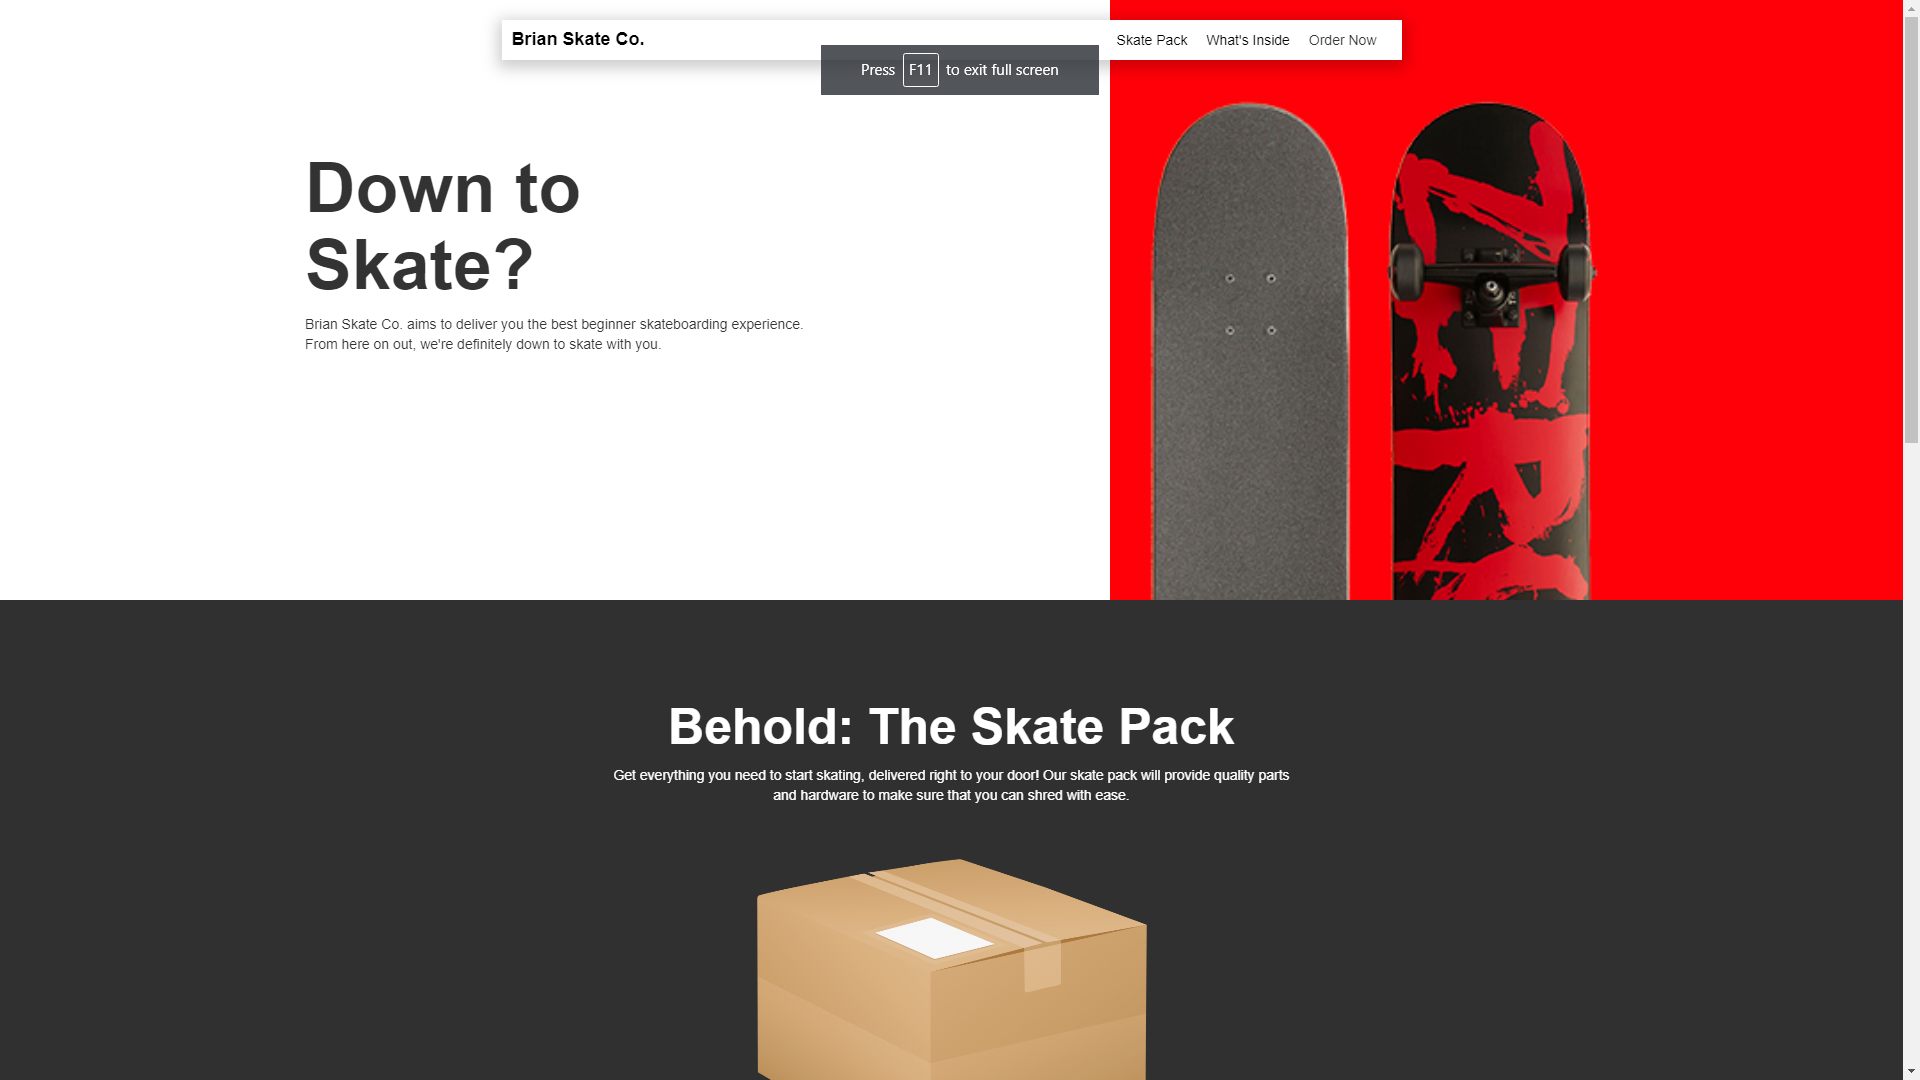 Brian Skate Co.
Skate Pack
What's Inside
Order Now
Press F11 to exit full screen
Down to
Skate?
Brian Skate Co. aims to deliver you the best beginner skateboarding experience.
From here on out, we're definitely down to skate with you.
Behold: The Skate Pack
Get everything you need to start skating, delivered right to your door! Our skate pack will provide quality parts
and hardware to make sure that you can shred with ease.